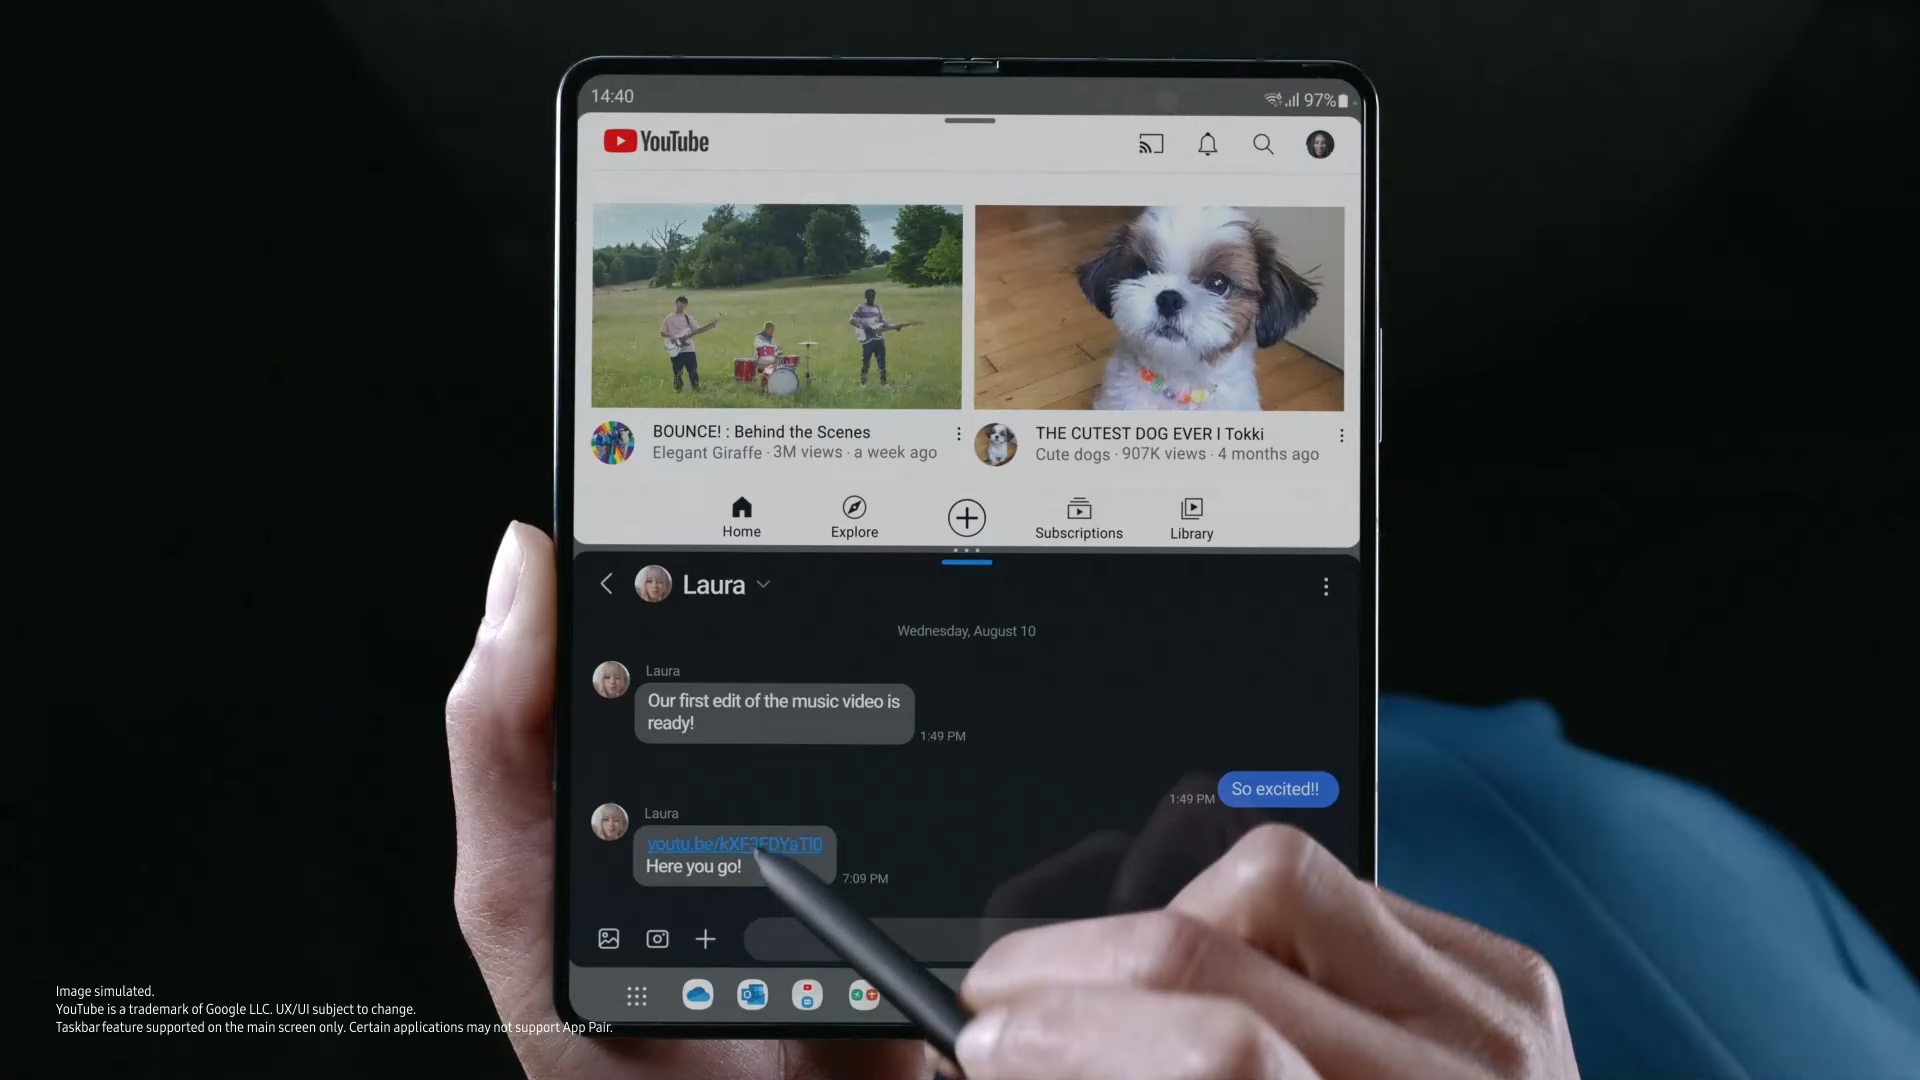 14:40
97%
YouTube
BOUNCE! : Behind the Scenes
Elegant Giraffe · 3M views · a week ago
THE CUTEST DOG EVER I Tokki
Cute dogs · 907K views · 4 months ago
Home
Explore
Subscriptions
Library
Laura
Wednesday, August 10
Laura
Our first edit of the music video is
ready!
1:49 PM
So excited!!
1:49 PM
Laura
Here you go!
7:09 PM
Image simulated.
YouTube is a trademark of Google LLC. UX/UI subject to change.
Taskbar feature supported on the main screen only. Certain applications may not support App Pair.